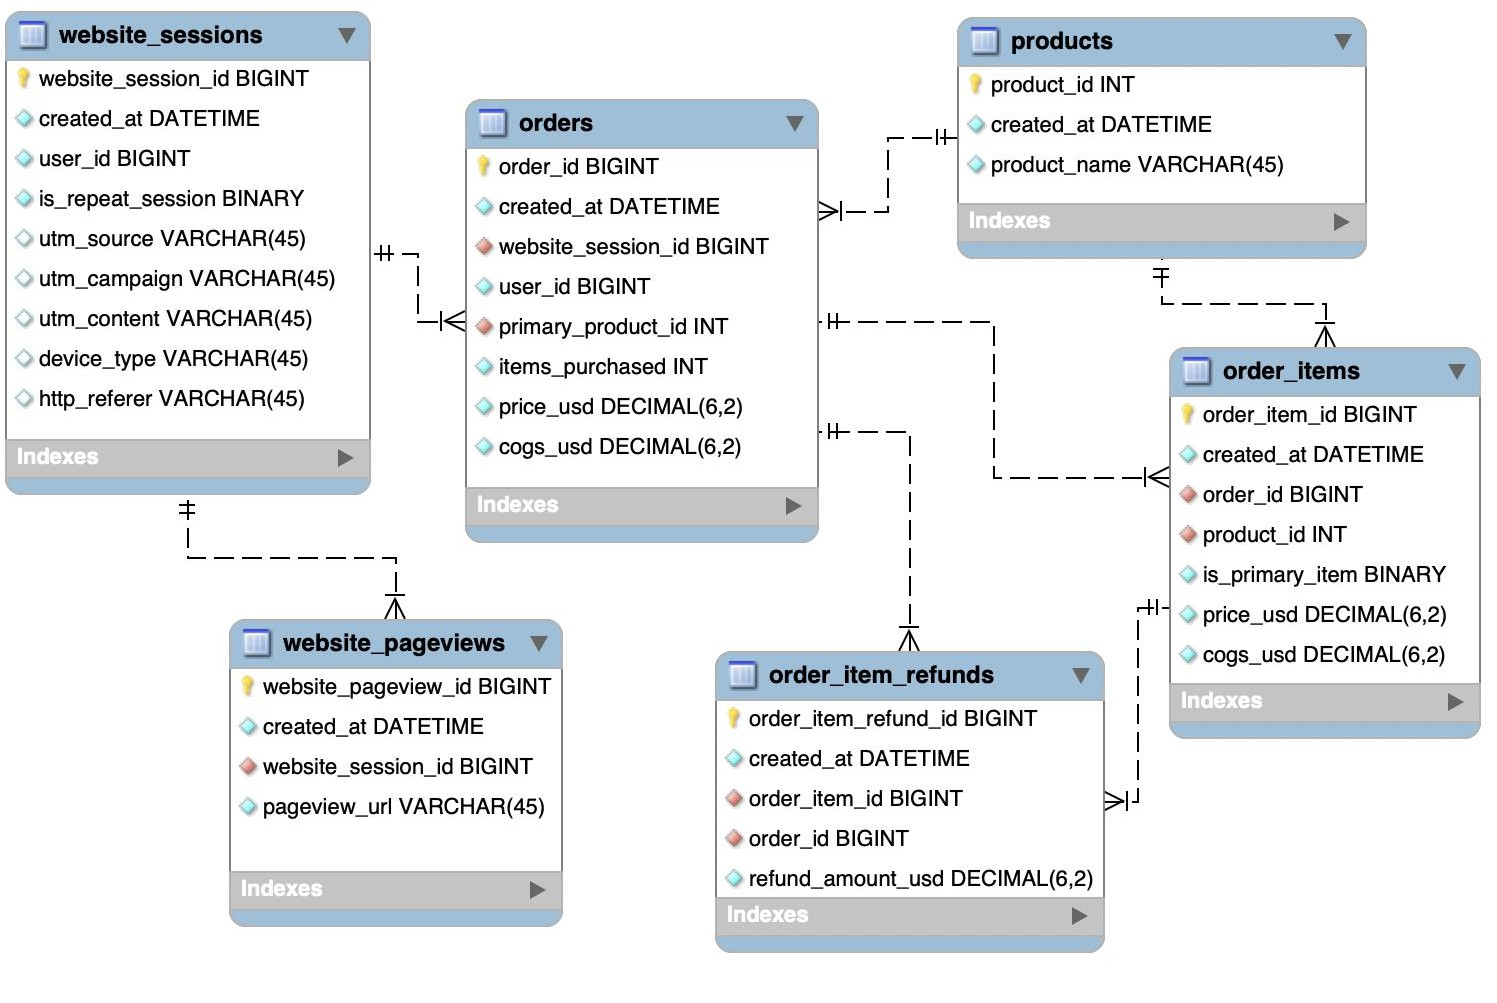 website_sessions
website_session_id BIGINT
created_at DATETIME
user_id BIGINT
is_repeat_session BINARY
utm_source VARCHAR(45)
utm_campaign VARCHAR(45)
utm_content VARCHAR(45)
device_type VARCHAR(45)
http_referer VARCHAR(45)
Indexes
orders
order_id BIGINT
created_at DATETIME
website_session_id BIGINT
user_id BIGINT
primary_product_id INT
items_purchased INT
price_usd DECIMAL(6,2)
cogs_usd DECIMAL(6,2)
Indexes
products
product_id INT
created_at DATETIME
product_name VARCHAR(45)
Indexes
order_items
order_item_id BIGINT
created_at DATETIME
order_id BIGINT
product_id INT
is_primary_item BINARY
price_usd DECIMAL(6,2)
cogs_usd DECIMAL(6,2)
Indexes
website_pageviews
website_pageview_id BIGINT
created_at DATETIME
website_session_id BIGINT
pageview_url VARCHAR(45)
Indexes
order_item_refunds
order_item_refund_id BIGINT
created_at DATETIME
order_item_id BIGINT
order_id BIGINT
refund_amount_usd DECIMAL(6,2)
Indexes